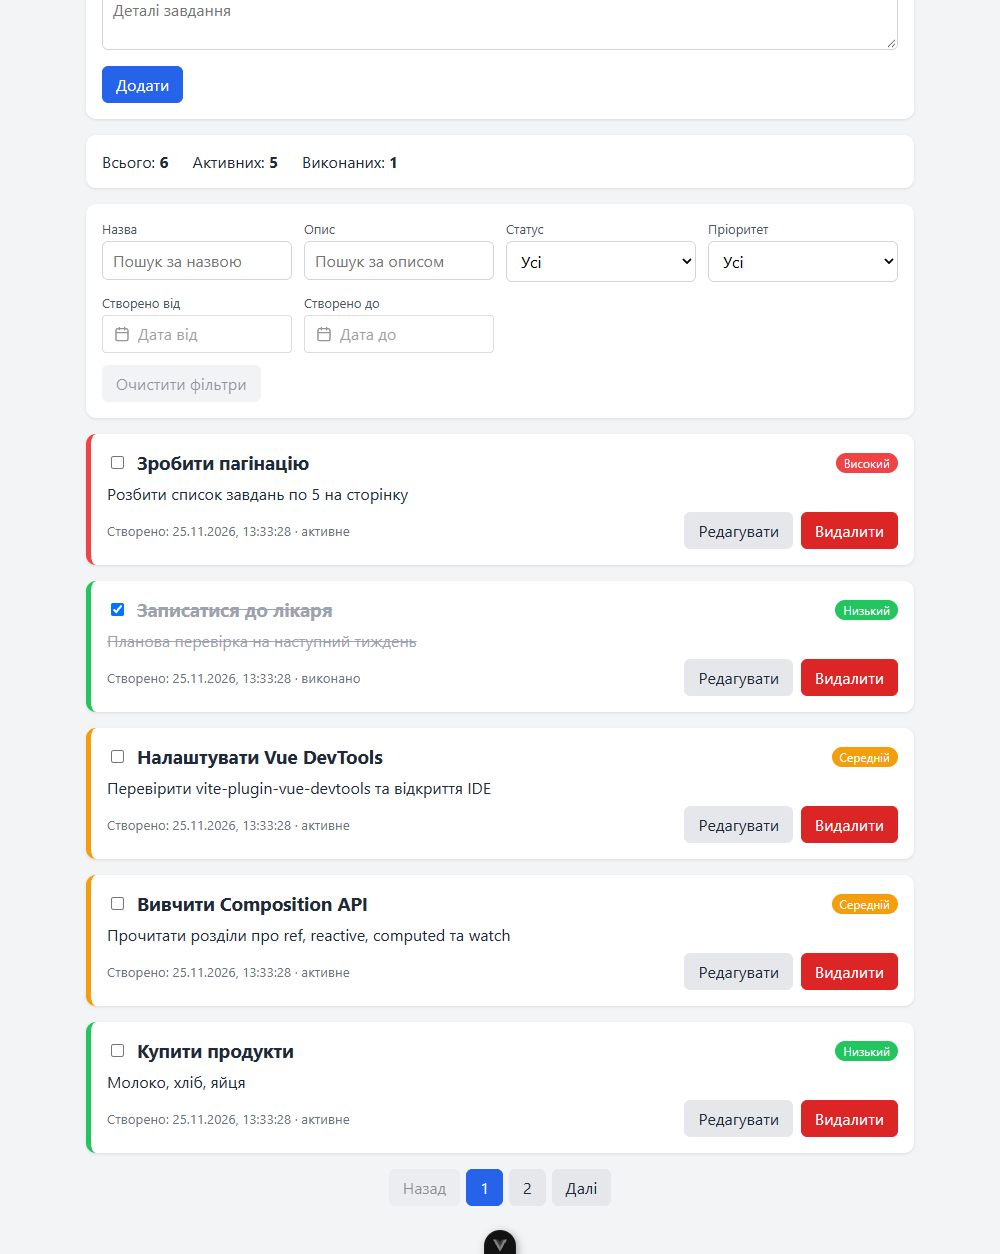 Деталі завдання
Додати
Всього: 6 Активних: 5 Виконаних: 1
Назва Опис Статус Пріоритет
Пошук за назвою Пошук за описом Усі Усі
Створено від Створено до
Дата від Дата до
Очистити фільтри
Зробити пагінацію Високий
Розбити список завдань по 5 на сторінку
Створено: 25.11.2026, 13:33:28 · активне Редагувати Видалити
Записатися до лікаря Низький
Планова перевірка на наступний тиждень
Створено: 25.11.2026, 13:33:28 · виконано Редагувати Видалити
Налаштувати Vue DevTools Середній
Перевірити vite-plugin-vue-devtools та відкриття IDE
Створено: 25.11.2026, 13:33:28 · активне Редагувати Видалити
Вивчити Composition API Середній
Прочитати розділи про ref, reactive, computed та watch
Створено: 25.11.2026, 13:33:28 · активне Редагувати Видалити
Купити продукти Низький
Молоко, хліб, яйця
Створено: 25.11.2026, 13:33:28 · активне Редагувати Видалити
Назад 1 2 Далі